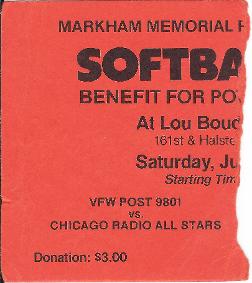 MARKHAM MEMORIAL
SOFTBA
BENEFIT FOR PO
At Lou Boud
161st & Halste
Saturday, Ju
Starting Tim
VFW POST 9801
vs.
CHICAGO RADIO ALL STARS
Donation: $3.00